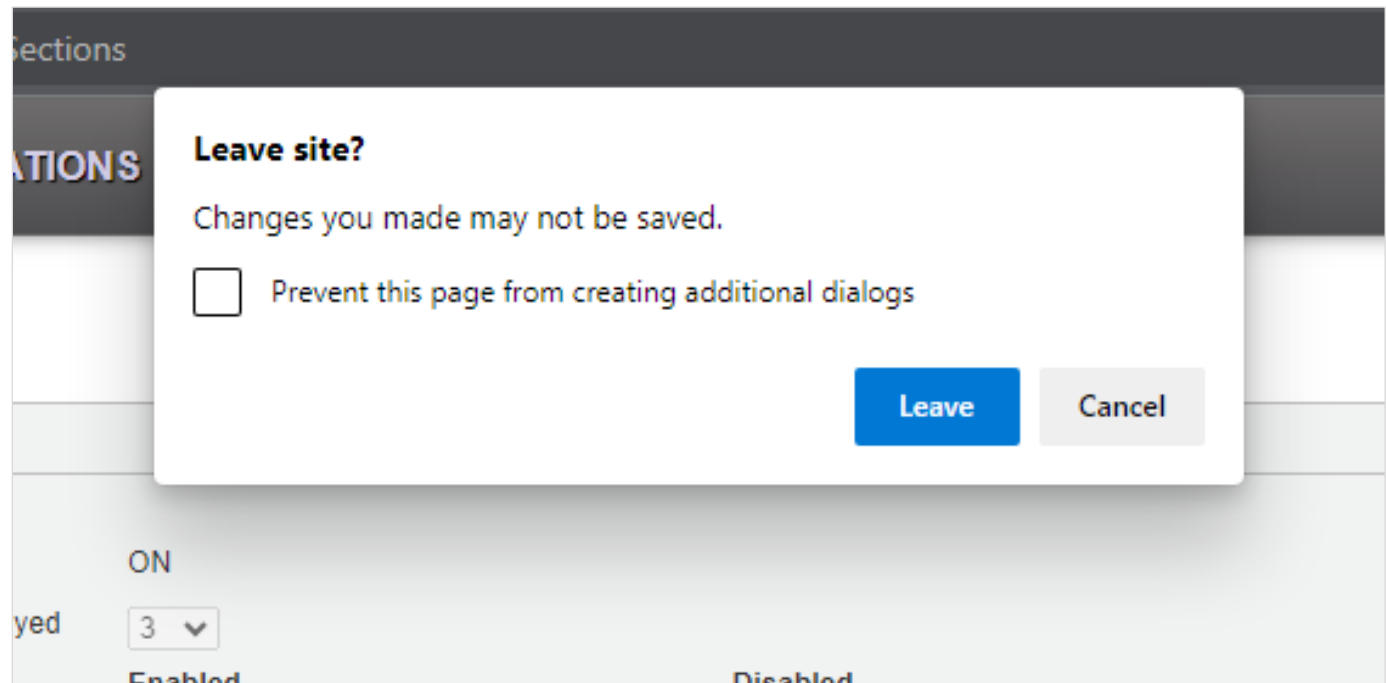 Sections
ATIONS
Leave site?
Changes you made may not be saved.
Prevent this page from creating additional dialogs
Leave
Cancel
ON
yed
3
Enabled
Disabled